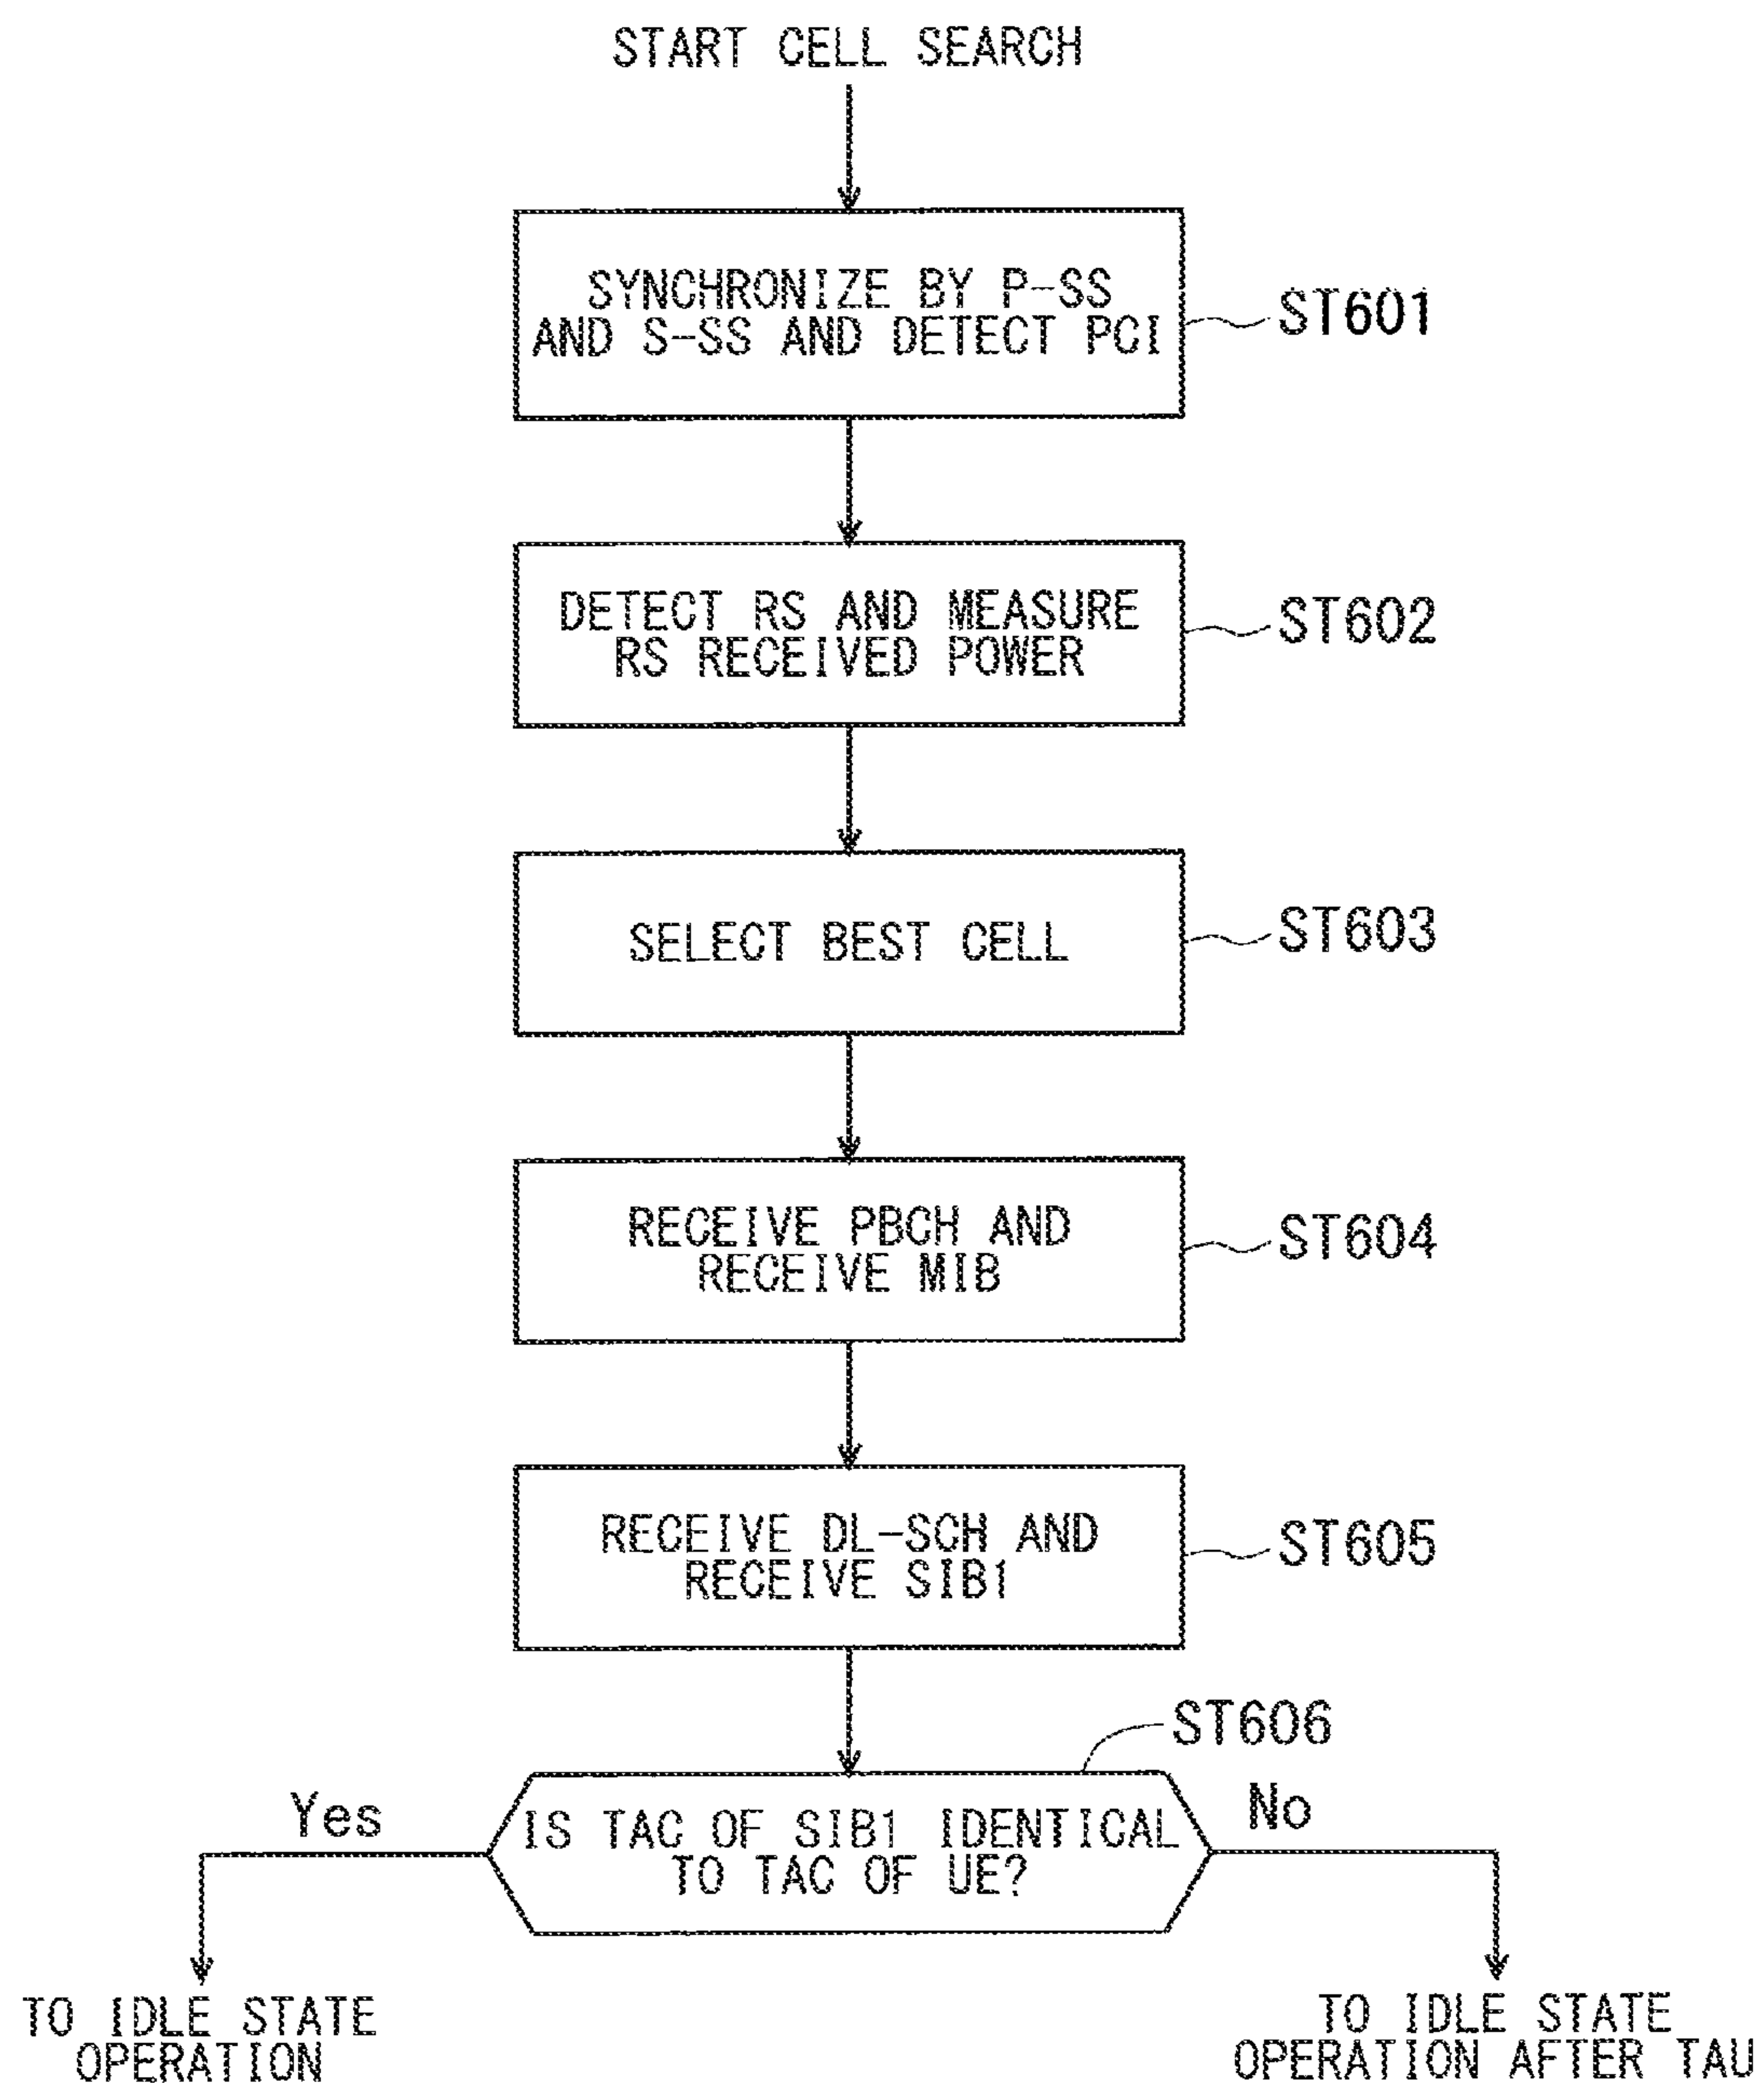 START CELL SEARCH
SYNCHRONIZE BY P-SS
AND S-SS AND DETECT PCI
ST601
DETECT RS AND MEASURE
RS RECEIVED POWER
ST602
SELECT BEST CELL
ST603
RECEIVE PBCH AND
RECEIVE MIB
ST604
RECEIVE DL-SCH AND
RECEIVE SIB1
ST605
ST606
Yes
IS TAC OF SIB1 IDENTICAL
TO TAC OF UE?
No
TO IDLE STATE
OPERATION
TO IDLE STATE
OPERATION AFTER TAU